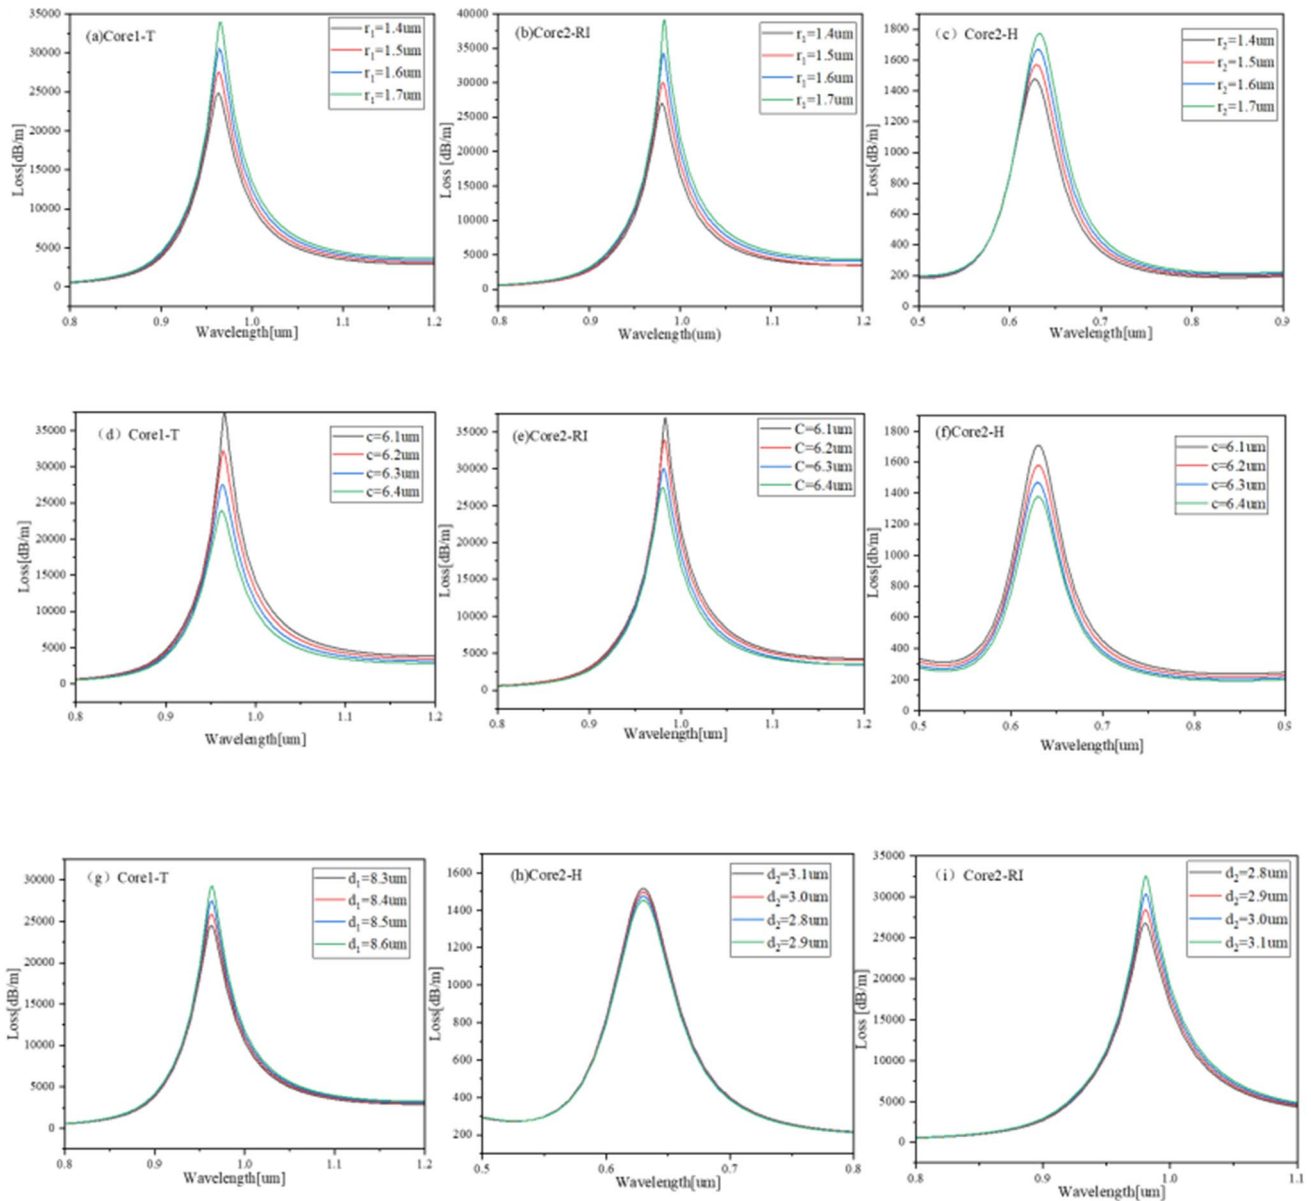 (a)Core1-T
r1=1.4um
r1=1.5um
r1=1.6um
r1=1.7um
35000
30000
25000
20000
15000
10000
5000
0
Loss[dB/m]
0.8 0.9 1.0 1.1 1.2
Wavelength[um]
(b)Core2-RI
r1=1.4um
r1=1.5um
r1=1.6um
r1=1.7um
40000
35000
30000
25000
20000
15000
10000
5000
0
Loss [dB/m]
0.8 0.9 1.0 1.1 1.2
Wavelength(um)
(c)Core2-H
r2=1.4um
r2=1.5um
r2=1.6um
r2=1.7um
1800
1600
1400
1200
1000
800
600
400
200
0
Loss[dB/m]
0.5 0.6 0.7 0.8 0.9
Wavelength[um]
(d)Core1-T
c=6.1um
c=6.2um
c=6.3um
c=6.4um
35000
30000
25000
20000
15000
10000
5000
0
Loss[dB/m]
0.8 0.9 1.0 1.1 1.2
Wavelength[um]
(e)Core2-RI
C=6.1um
C=6.2um
C=6.3um
C=6.4um
35000
30000
25000
20000
15000
10000
5000
0
Loss[dB/m]
0.8 0.9 1.0 1.1 1.2
Wavelength[um]
(f)Core2-H
c=6.1um
c=6.2um
c=6.3um
c=6.4um
1800
1600
1400
1200
1000
800
600
400
200
0
Loss[db/m]
0.5 0.6 0.7 0.8 0.9
Wavelength[um]
(g)Core1-T
d1=8.3um
d1=8.4um
d1=8.5um
d1=8.6um
30000
25000
20000
15000
10000
5000
0
Loss[dB/m]
0.8 0.9 1.0 1.1 1.2
Wavelength[um]
(h)Core2-H
d2=3.1um
d2=3.0um
d2=2.8um
d2=2.9um
1600
1400
1200
1000
800
600
400
200
Loss[dB/m]
0.5 0.6 0.7 0.8
Wavelength[um]
(i)Core2-RI
d2=2.8um
d2=2.9um
d2=3.0um
d2=3.1um
35000
30000
25000
20000
15000
10000
5000
0
Loss [dB/m]
0.8 0.9 1.0 1.1
Wavelength[um]